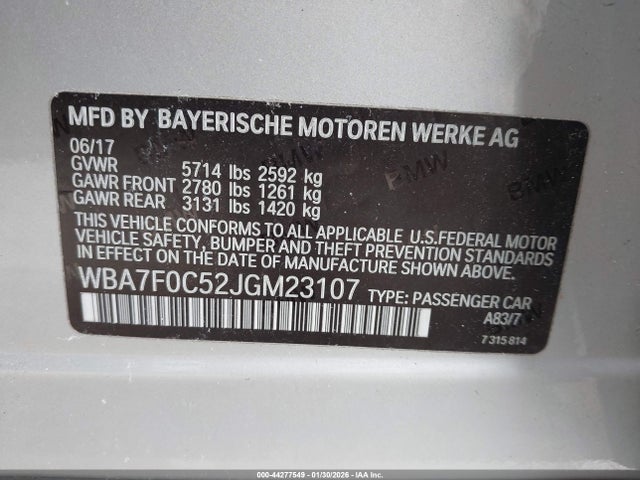 MFD BY BAYERISCHE MOTOREN WERKE AG
06/17
GVWR 5714 lbs 2592 kg
GAWR FRONT 2780 lbs 1261 kg
GAWR REAR 3131 lbs 1420 kg
THIS VEHICLE CONFORMS TO ALL APPLICABLE U.S.FEDERAL MOTOR
VEHICLE SAFETY, BUMPER AND THEFT PREVENTION STANDARDS
IN EFFECT ON THE DATE OF MANUFACTURE SHOWN ABOVE.
WBA7F0C52JGM23107 TYPE: PASSENGER CAR
A83/7
7 315 814
BMW
000-44277549 - 01/30/2026 - IAA Inc.